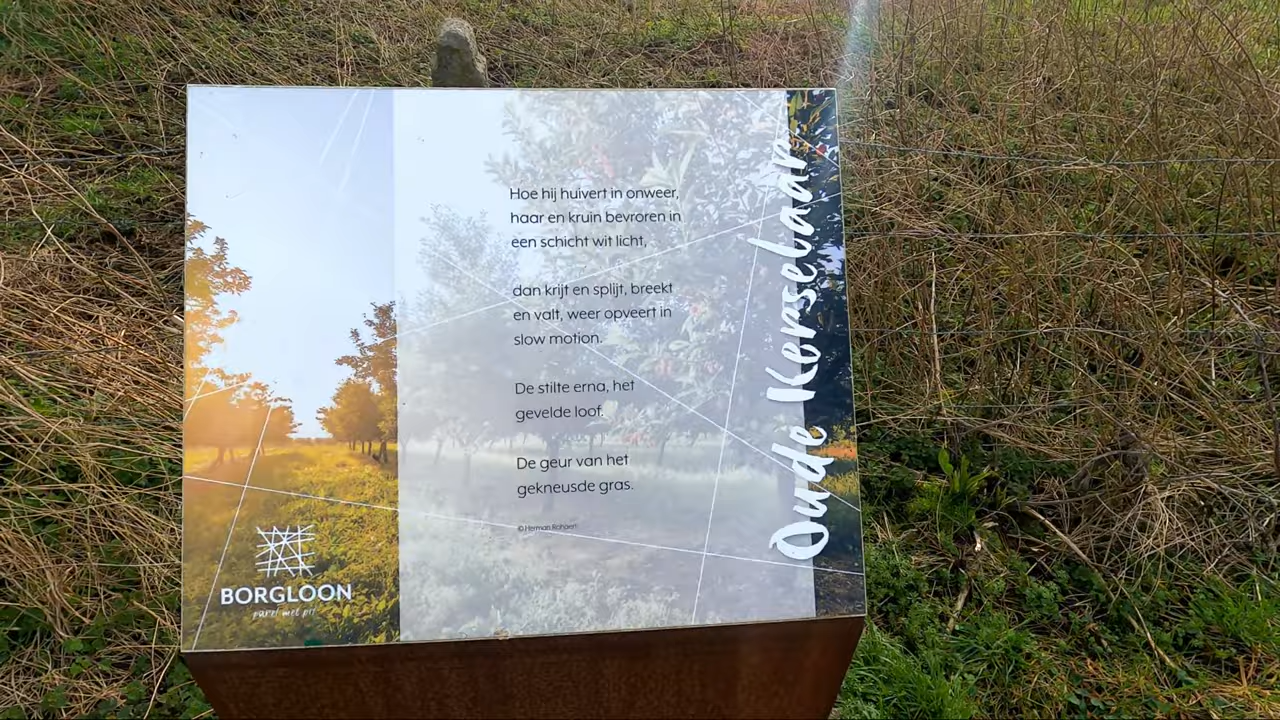 Hoe hij huivert in onweer,
haar en kruin bevroren in
een schicht wit licht,
dan krijt en splijt, breekt
en valt, weer opveert in
slow motion.
De stilte erna, het
gevelde loof.
De geur van het
gekneusde gras.
© Herman Rohaert
Oude Kerselaar
BORGLOON
parel met pit